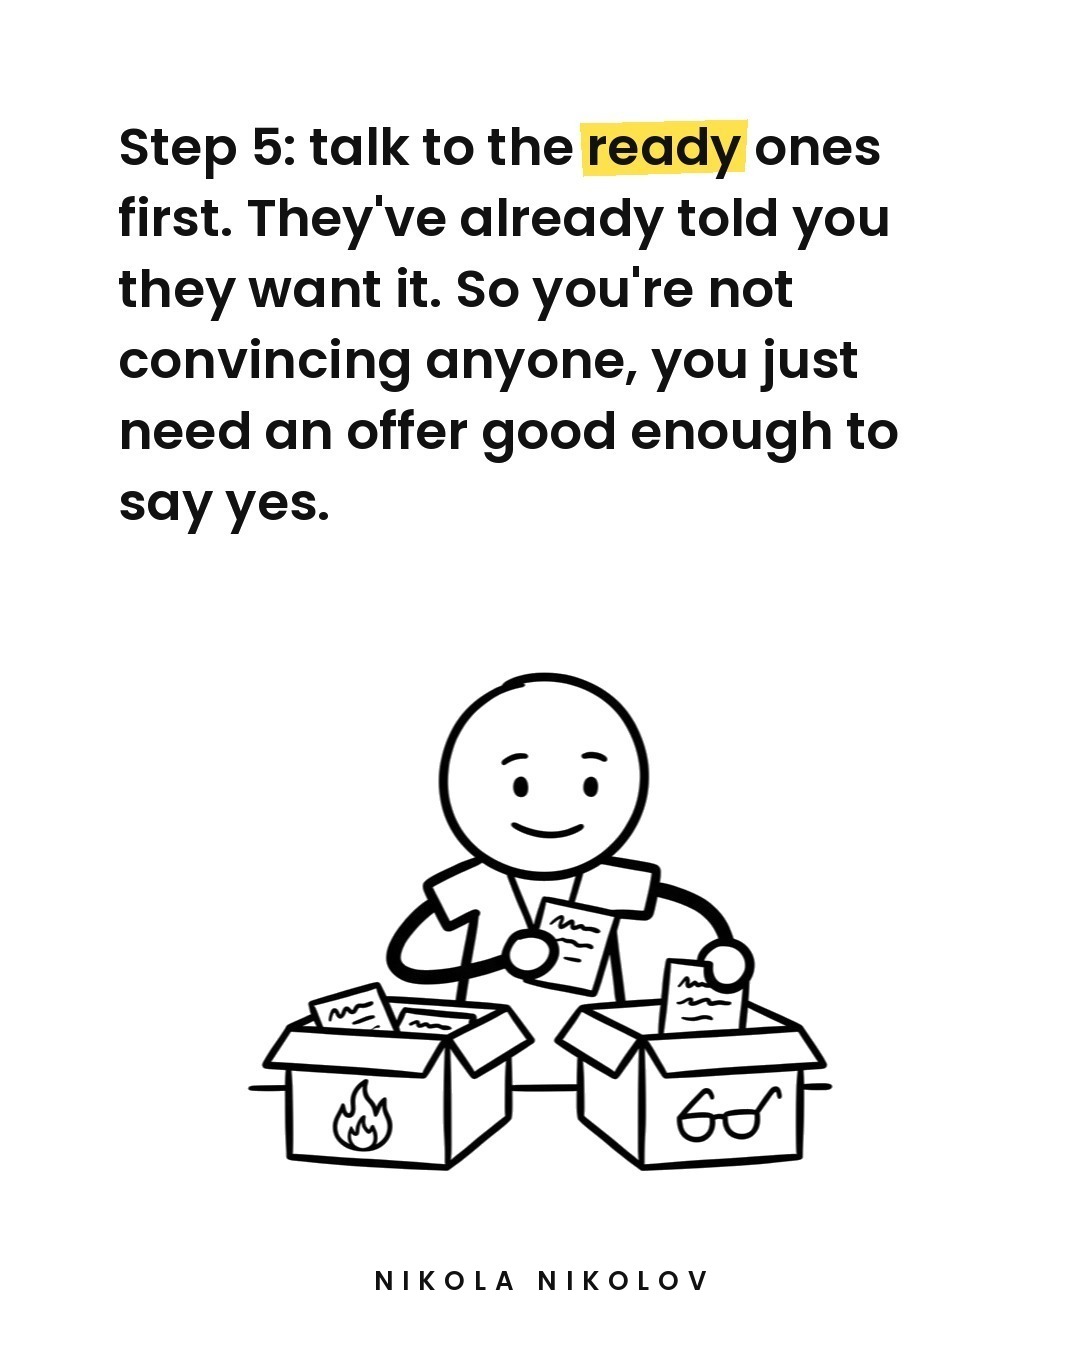 Step 5: talk to the ready ones
first. They've already told you
they want it. So you're not
convincing anyone, you just
need an offer good enough to
say yes.
NIKOLA NIKOLOV